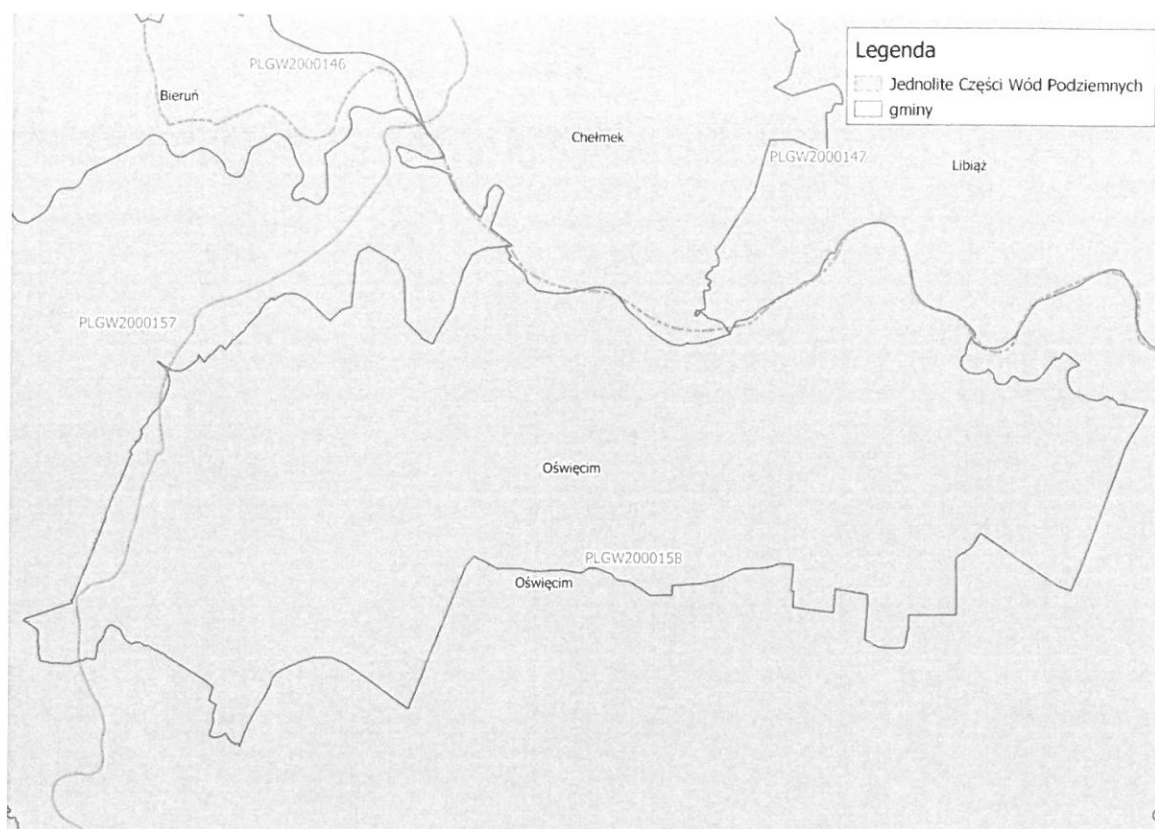 Legenda
Jednolite Części Wód Podziemnych
gminy
PLGW2000146
Bieruń
Chełmek
PLGW2000147
Libiąż
PLGW2000157
Oświęcim
PLGW2000158
Oświęcim